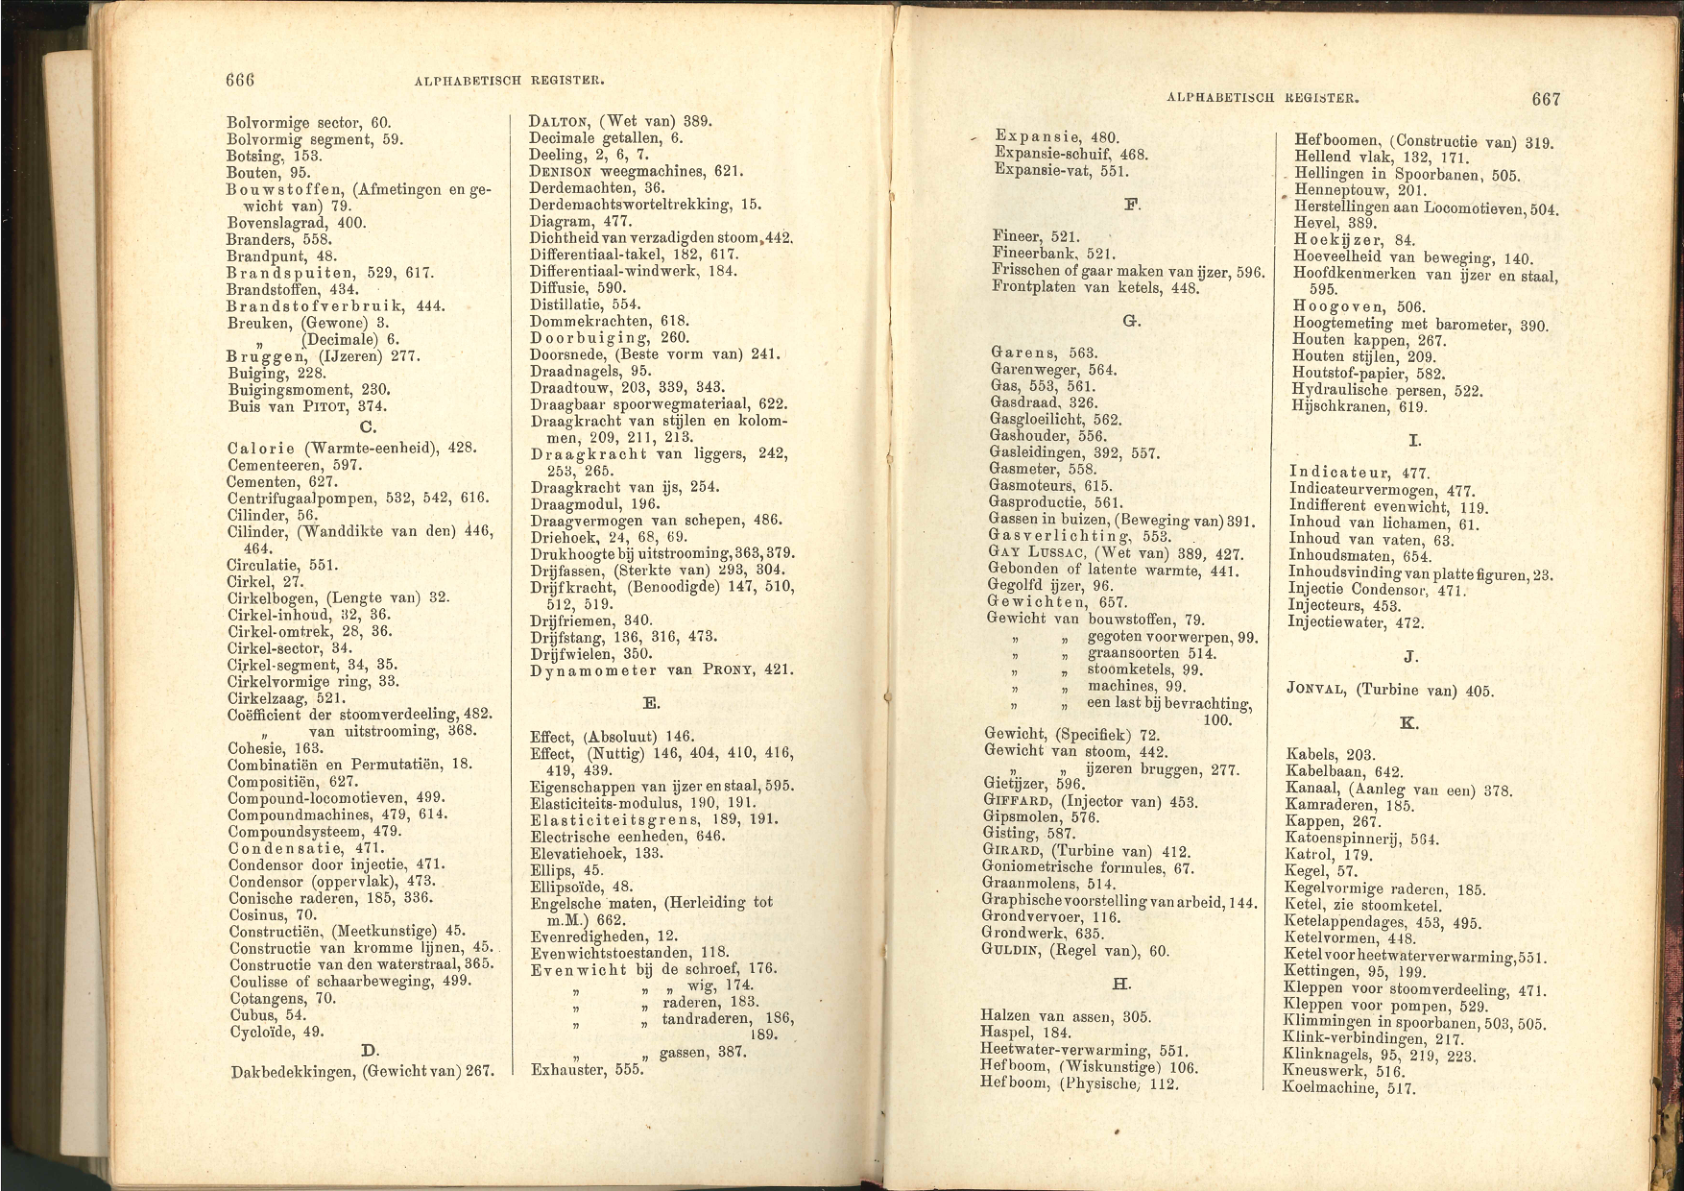 666
ALPHABETISCH REGISTER.
Bolvormige sector, 60.
Bolvormig segment, 59.
Botsing, 153.
Bouten, 95.
Bouwstoffen, (Afmetingen en ge-
wicht van) 79.
Bovenslagrad, 400.
Branders, 558.
Brandpunt, 48.
Brandspuiten, 529, 617.
Brandstoffen, 434.
Brandstofverbruik, 444.
Breuken, (Gewone) 3.
„ (Decimale) 6.
Bruggen, (IJzeren) 277.
Buiging, 228.
Buigingsmoment, 230.
Buis van PITOT, 374.
C.
Calorie (Warmte-eenheid), 428.
Cementeeren, 597.
Cementen, 627.
Centrifugaalpompen, 532, 542, 616.
Cilinder, 56.
Cilinder, (Wanddikte van den) 446,
464.
Circulatie, 551.
Cirkel, 27.
Cirkelbogen, (Lengte van) 32.
Cirkel-inhoud, 32, 36.
Cirkel-omtrek, 28, 36.
Cirkel-sector, 34.
Cirkel-segment, 34, 35.
Cirkelvormige ring, 33.
Cirkelzaag, 521.
Coëfficient der stoomverdeeling, 482.
„ van uitstrooming, 368.
Cohesie, 163.
Combinatiën en Permutatiën, 18.
Compositiën, 627.
Compound-locomotieven, 499.
Compoundmachines, 479, 614.
Compoundsysteem, 479.
Condensatie, 471.
Condensor door injectie, 471.
Condensor (oppervlak), 473.
Conische raderen, 185, 336.
Cosinus, 70.
Constructiën, (Meetkunstige) 45.
Constructie van kromme lijnen, 45.
Constructie van den waterstraal, 365.
Coulisse of schaarbeweging, 499.
Cotangens, 70.
Cubus, 54.
Cycloïde, 49.
D.
Dakbedekkingen, (Gewicht van) 267.
DALTON, (Wet van) 389.
Decimale getallen, 6.
Deeling, 2, 6, 7.
DENISON weegmachines, 621.
Derdemachten, 36.
Derdemachtsworteltrekking, 15.
Diagram, 477.
Dichtheid van verzadigden stoom, 442.
Differentiaal-takel, 182, 617.
Differentiaal-windwerk, 184.
Diffusie, 590.
Distillatie, 554.
Dommekrachten, 618.
Doorbuiging, 260.
Doorsnede, (Beste vorm van) 241.
Draadnagels, 95.
Draadtouw, 203, 339, 343.
Draagbaar spoorwegmateriaal, 622.
Draagkracht van stijlen en kolom-
men, 209, 211, 213.
Draagkracht van liggers, 242,
253, 265.
Draagkracht van ijs, 254.
Draagmodul, 196.
Draagvermogen van schepen, 486.
Driehoek, 24, 68, 69.
Drukhoogte bij uitstrooming, 363, 379.
Drijfassen, (Sterkte van) 293, 304.
Drijfkracht, (Benoodigde) 147, 510,
512, 519.
Drijfriemen, 340.
Drijfstang, 136, 316, 473.
Drijfwielen, 350.
Dynamometer van PRONY, 421.
E.
Effect, (Absoluut) 146.
Effect, (Nuttig) 146, 404, 410, 416,
419, 439.
Eigenschappen van ijzer en staal, 595.
Elasticiteits-modulus, 190, 191.
Elasticiteitsgrens, 189, 191.
Electrische eenheden, 646.
Elevatiehoek, 133.
Ellips, 45.
Ellipsoïde, 48.
Engelsche maten, (Herleiding tot
m.M.) 662.
Evenredigheden, 12.
Evenwichtstoestanden, 118.
Evenwicht bij de schroef, 176.
„ „ „ wig, 174.
„ „ raderen, 183.
„ „ tandraderen, 186,
189.
„ „ gassen, 387.
Exhauster, 555.
ALPHABETISCH REGISTER.
667
Expansie, 480.
Expansie-schuif, 468.
Expansie-vat, 551.
F.
Fineer, 521.
Fineerbank, 521.
Frisschen of gaar maken van ijzer, 596.
Frontplaten van ketels, 448.
G.
Garens, 563.
Garenweger, 564.
Gas, 553, 561.
Gasdraad, 326.
Gasgloeilicht, 562.
Gashouder, 556.
Gasleidingen, 392, 557.
Gasmeter, 558.
Gasmoteurs, 615.
Gasproductie, 561.
Gassen in buizen, (Beweging van) 391.
Gasverlichting, 553.
GAY LUSSAC, (Wet van) 389, 427.
Gebonden of latente warmte, 441.
Gegolfd ijzer, 96.
Gewichten, 657.
Gewicht van bouwstoffen, 79.
„ „ gegoten voorwerpen, 99.
„ „ graansoorten 514.
„ „ stoomketels, 99.
„ „ machines, 99.
„ „ een last bij bevrachting,
100.
Gewicht, (Specifiek) 72.
Gewicht van stoom, 442.
„ „ ijzeren bruggen, 277.
Gietijzer, 596.
GIFFARD, (Injector van) 453.
Gipsmolen, 576.
Gisting, 587.
GIRARD, (Turbine van) 412.
Goniometrische formules, 67.
Graanmolens, 514.
Graphische voorstelling van arbeid, 144.
Grondvervoer, 116.
Grondwerk, 635.
GULDIN, (Regel van), 60.
H.
Halzen van assen, 305.
Haspel, 184.
Heetwater-verwarming, 551.
Hefboom, (Wiskunstige) 106.
Hefboom, (Physische, 112.
Hefboomen, (Constructie van) 319.
Hellend vlak, 132, 171.
Hellingen in Spoorbanen, 505.
Henneptouw, 201.
Herstellingen aan Locomotieven, 504.
Hevel, 389.
Hoekijzer, 84.
Hoeveelheid van beweging, 140.
Hoofdkenmerken van ijzer en staal,
595.
Hoogoven, 506.
Hoogtemeting met barometer, 390.
Houten kappen, 267.
Houten stijlen, 209.
Houtstof-papier, 582.
Hydraulische persen, 522.
Hijschkranen, 619.
I.
Indicateur, 477.
Indicateurvermogen, 477.
Indifferent evenwicht, 119.
Inhoud van lichamen, 61.
Inhoud van vaten, 63.
Inhoudsmaten, 654.
Inhoudsvinding van platte figuren, 23.
Injectie Condensor, 471.
Injecteurs, 453.
Injectiewater, 472.
J.
JONVAL, (Turbine van) 405.
K.
Kabels, 203.
Kabelbaan, 642.
Kanaal, (Aanleg van een) 378.
Kamraderen, 185.
Kappen, 267.
Katoenspinnerij, 564.
Katrol, 179.
Kegel, 57.
Kegelvormige raderen, 185.
Ketel, zie stoomketel.
Ketelappendages, 453, 495.
Ketelvormen, 448.
Ketel voor heetwaterverwarming, 551.
Kettingen, 95, 199.
Kleppen voor stoomverdeeling, 471.
Kleppen voor pompen, 529.
Klimmingen in spoorbanen, 503, 505.
Klink-verbindingen, 217.
Klinknagels, 95, 219, 223.
Kneuswerk, 516.
Koelmachine, 517.